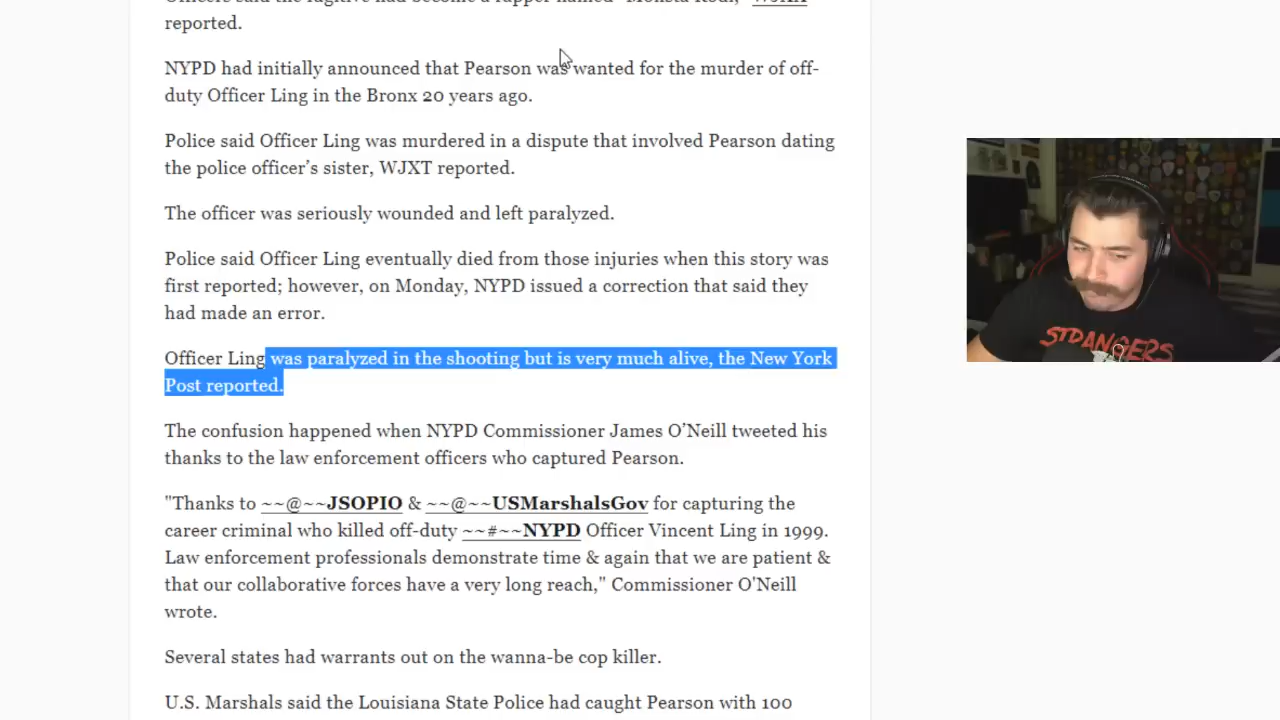 reported.
NYPD had initially announced that Pearson was wanted for the murder of off-
duty Officer Ling in the Bronx 20 years ago.
Police said Officer Ling was murdered in a dispute that involved Pearson dating
the police officer's sister, WJXT reported.
The officer was seriously wounded and left paralyzed.
Police said Officer Ling eventually died from those injuries when this story was
first reported; however, on Monday, NYPD issued a correction that said they
had made an error.
Officer Ling was paralyzed in the shooting but is very much alive, the New York
Post reported.
The confusion happened when NYPD Commissioner James O’Neill tweeted his
thanks to the law enforcement officers who captured Pearson.
"Thanks to ~~@~~JSOPIO & ~~@~~USMarshalsGov for capturing the
career criminal who killed off-duty ~~#~~NYPD Officer Vincent Ling in 1999.
Law enforcement professionals demonstrate time & again that we are patient &
that our collaborative forces have a very long reach," Commissioner O'Neill
wrote.
Several states had warrants out on the wanna-be cop killer.
U.S. Marshals said the Louisiana State Police had caught Pearson with 100
STRANGERS